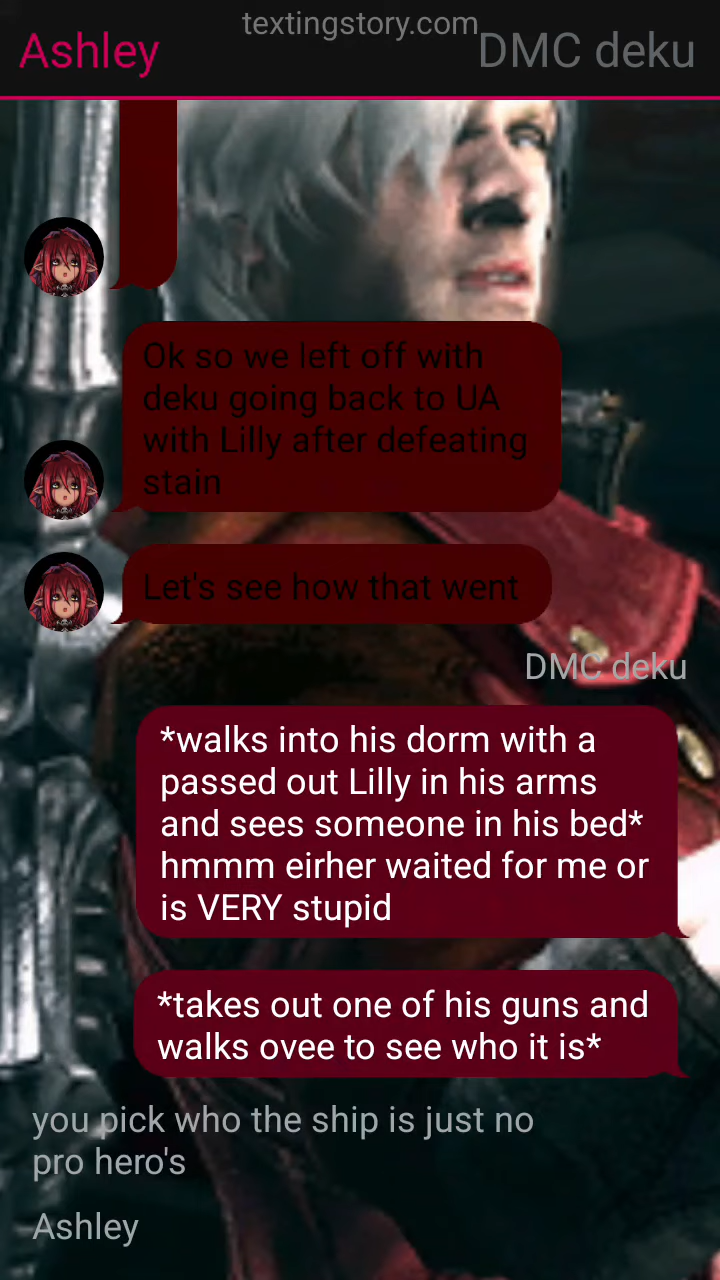 textingstory.com
Ashley
DMC deku
Ok so we left off with
deku going back to UA
with Lilly after defeating
stain
Let's see how that went
DMC deku
*walks into his dorm with a
passed out Lilly in his arms
and sees someone in his bed*
hmmm eirher waited for me or
is VERY stupid
*takes out one of his guns and
walks ovee to see who it is*
you pick who the ship is just no
pro hero's
Ashley